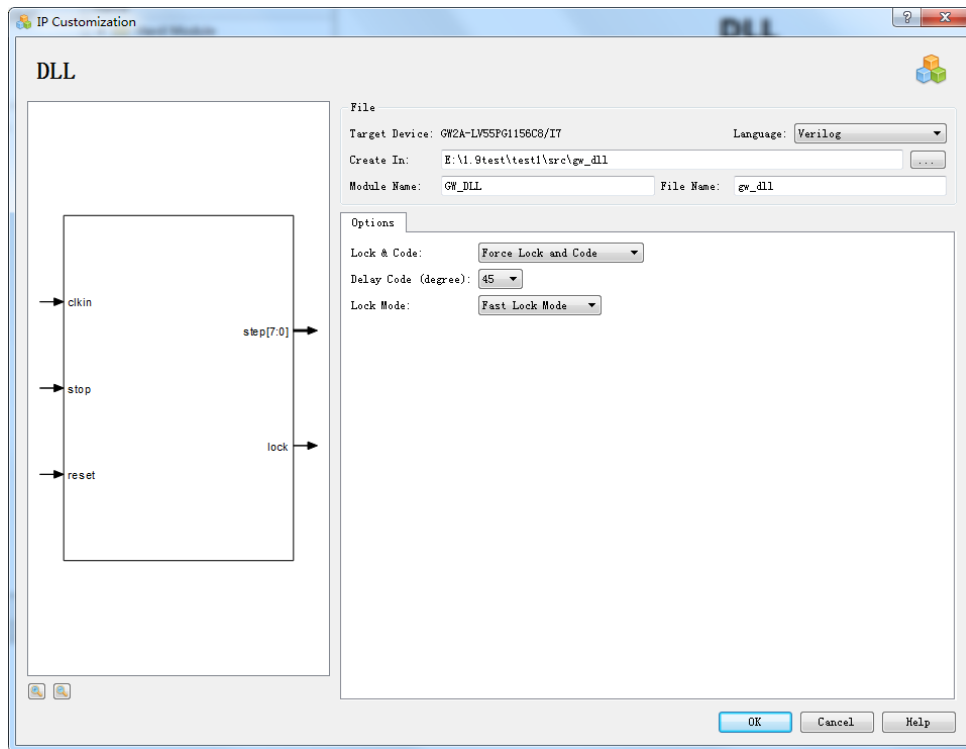 IP Customization
DLL
DLL
File
Target Device: GW2A-LV55PG1156C8/I7
Language: Verilog
Create In: E:\1.9test\test1\src\gw_dll ...
Module Name: GW_DLL
File Name: gw_dll
Options
Lock & Code: Force Lock and Code
Delay Code (degree): 45
Lock Mode: Fast Lock Mode
clkin
step[7:0]
stop
lock
reset
OK Cancel Help